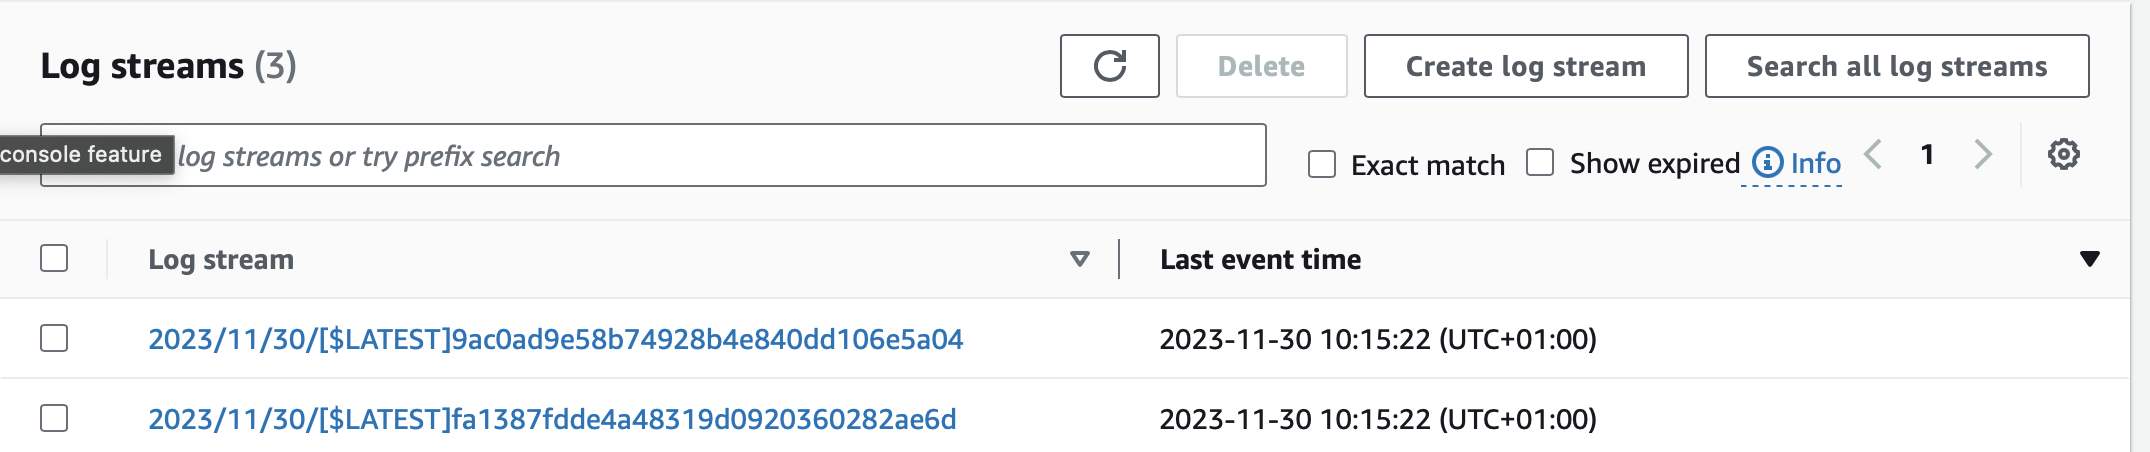 Log streams (3)
Delete
Create log stream
Search all log streams
console feature
log streams or try prefix search
Exact match
Show expired
Info
1
Log stream
Last event time
2023/11/30/[$LATEST]9ac0ad9e58b74928b4e840dd106e5a04
2023-11-30 10:15:22 (UTC+01:00)
2023/11/30/[$LATEST]fa1387fdde4a48319d0920360282ae6d
2023-11-30 10:15:22 (UTC+01:00)